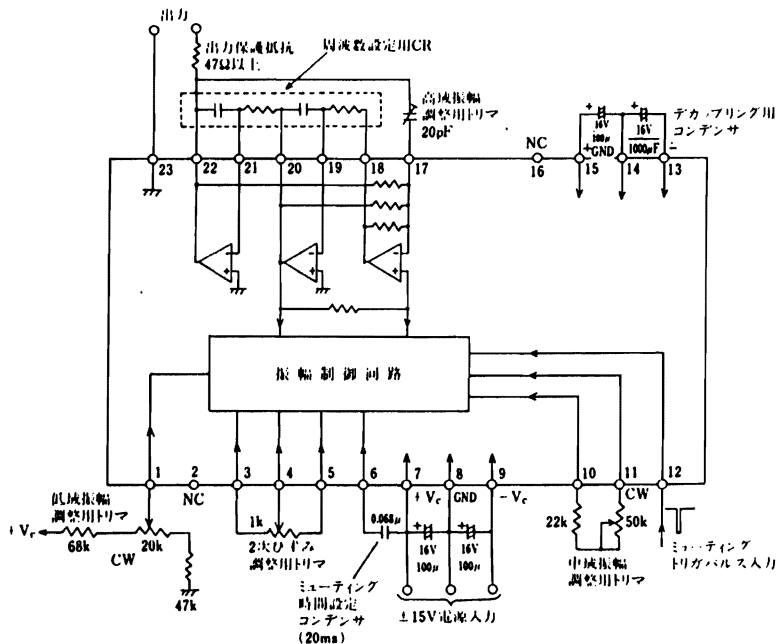 出力
出力保護抵抗
47Ω以上
周波数設定用CR
高域振幅
調整用トリマ
20pF
デカップリング用
コンデンサ
+ 16V 100μ
+ 16V 1000μF
NC
+ GND −
23 22 21 20 19 18 17 16 15 14 13
− +
− +
− +
振幅制御回路
1 2 3 4 5 6 7 8 9 10 11 12
NC
+Vc GND −Vc
CW
低域振幅
調整用トリマ
+Vc
68k
20k
CW
47k
1k
2次ひずみ
調整用トリマ
0.068μ
ミューティング
時間設定
コンデンサ
(20ms)
+ 16V 100μ
+ 16V 100μ
±15V電源入力
22k
50k
中域振幅
調整用トリマ
ミューティング
トリガパルス入力